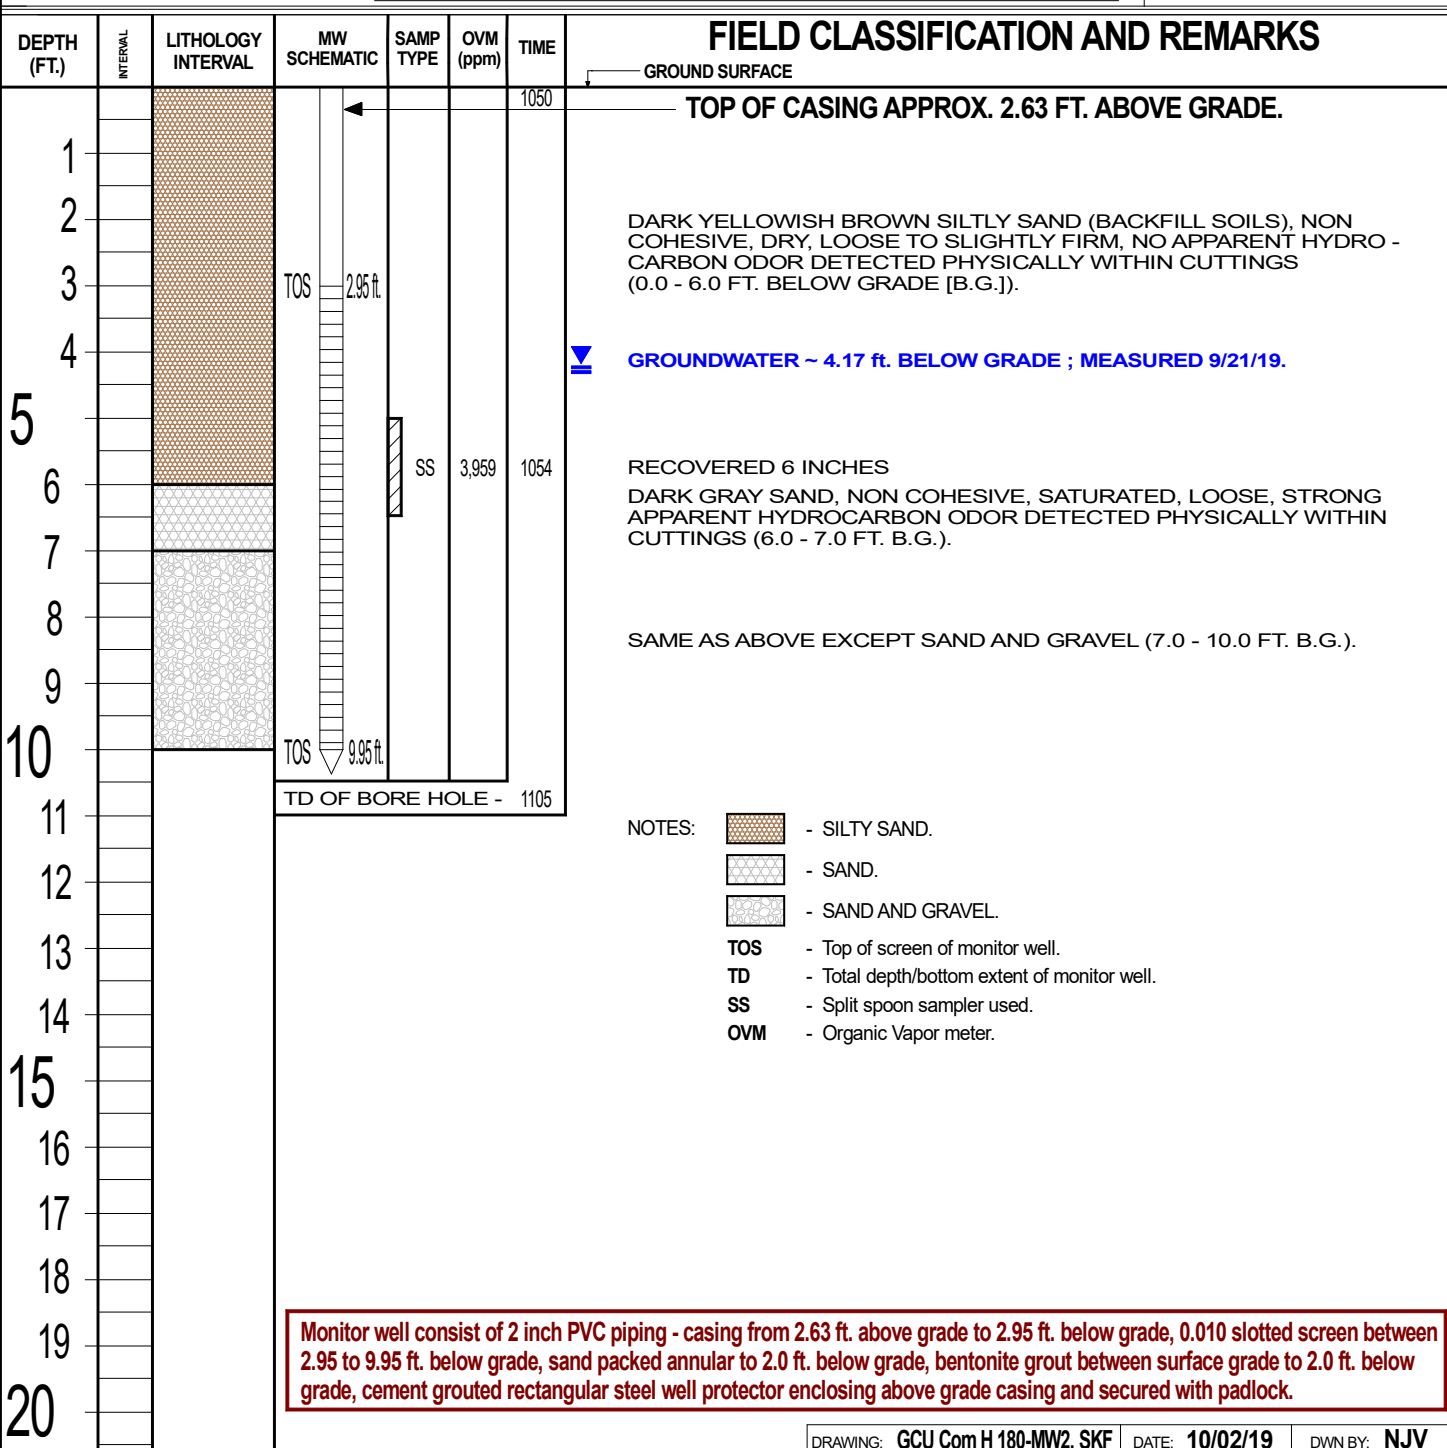 DEPTH (FT.)
INTERVAL
LITHOLOGY INTERVAL
MW SCHEMATIC
SAMP TYPE
OVM (ppm)
TIME
FIELD CLASSIFICATION AND REMARKS
GROUND SURFACE
1050
TOP OF CASING APPROX. 2.63 FT. ABOVE GRADE.
1
2
DARK YELLOWISH BROWN SILTLY SAND (BACKFILL SOILS), NON
COHESIVE, DRY, LOOSE TO SLIGHTLY FIRM, NO APPARENT HYDRO -
CARBON ODOR DETECTED PHYSICALLY WITHIN CUTTINGS
(0.0 - 6.0 FT. BELOW GRADE [B.G.]).
3
TOS 2.95 ft.
4
GROUNDWATER ~ 4.17 ft. BELOW GRADE ; MEASURED 9/21/19.
5
SS 3,959 1054
RECOVERED 6 INCHES
6
DARK GRAY SAND, NON COHESIVE, SATURATED, LOOSE, STRONG
APPARENT HYDROCARBON ODOR DETECTED PHYSICALLY WITHIN
CUTTINGS (6.0 - 7.0 FT. B.G.).
7
8
SAME AS ABOVE EXCEPT SAND AND GRAVEL (7.0 - 10.0 FT. B.G.).
9
10
TOS 9.95 ft.
TD OF BORE HOLE - 1105
11
NOTES:
- SILTY SAND.
12
- SAND.
- SAND AND GRAVEL.
13
TOS - Top of screen of monitor well.
TD - Total depth/bottom extent of monitor well.
14
SS - Split spoon sampler used.
OVM - Organic Vapor meter.
15
16
17
18
19
Monitor well consist of 2 inch PVC piping - casing from 2.63 ft. above grade to 2.95 ft. below grade, 0.010 slotted screen between
2.95 to 9.95 ft. below grade, sand packed annular to 2.0 ft. below grade, bentonite grout between surface grade to 2.0 ft. below
grade, cement grouted rectangular steel well protector enclosing above grade casing and secured with padlock.
20
DRAWING: GCU Com H 180-MW2. SKF DATE: 10/02/19 DWN BY: NJV